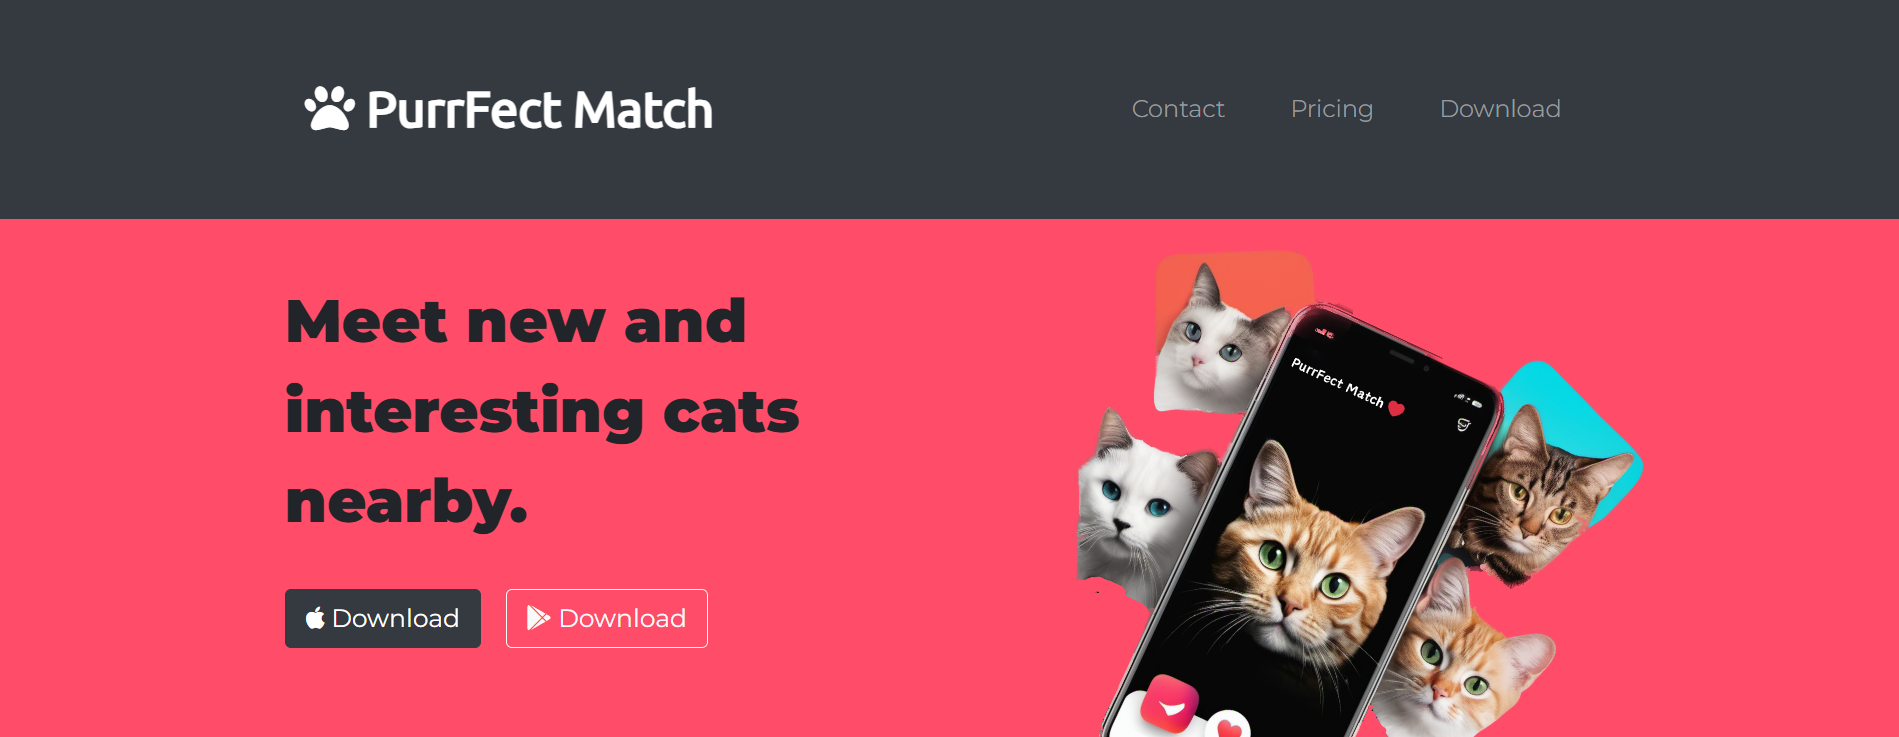 PurrFect Match
Contact
Pricing
Download
Meet new and
interesting cats
nearby.
Download
Download
PurrFect Match